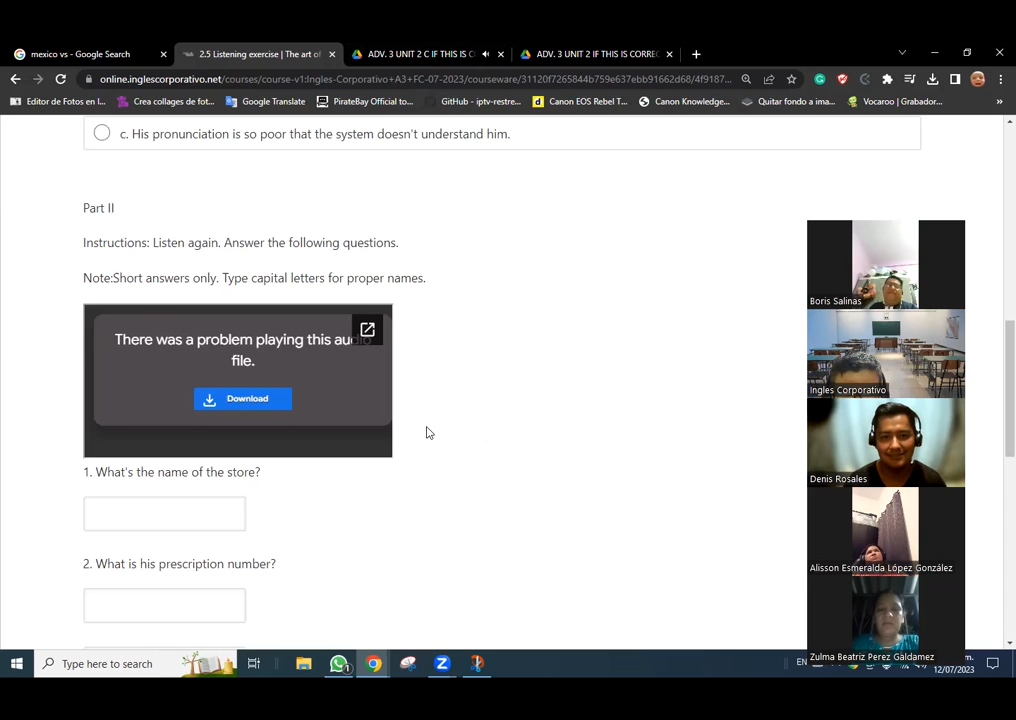 mexico vs - Google Search
2.5 Listening exercise | The art of
ADV. 3 UNIT 2 C IF THIS IS C
ADV. 3 UNIT 2 IF THIS IS CORREC
online.inglescorporativo.net/courses/course-v1:Ingles-Corporativo+A3+FC-07-2023/courseware/31120f7265844b759e637ebb91662d68/4f9187...
Editor de Fotos en l...
Crea collages de fot...
Google Translate
PirateBay Official to...
GitHub - iptv-restre...
Canon EOS Rebel T...
Canon Knowledge...
Quitar fondo a ima...
Vocaroo | Grabador...
c. His pronunciation is so poor that the system doesn't understand him.
Part II
Instructions: Listen again. Answer the following questions.
Note:Short answers only. Type capital letters for proper names.
There was a problem playing this audio
file.
Download
1. What's the name of the store?
2. What is his prescription number?
Boris Salinas
Ingles Corporativo
Denis Rosales
Alisson Esmeralda López González
Zulma Beatriz Perez Galdamez
Type here to search
12/07/2023